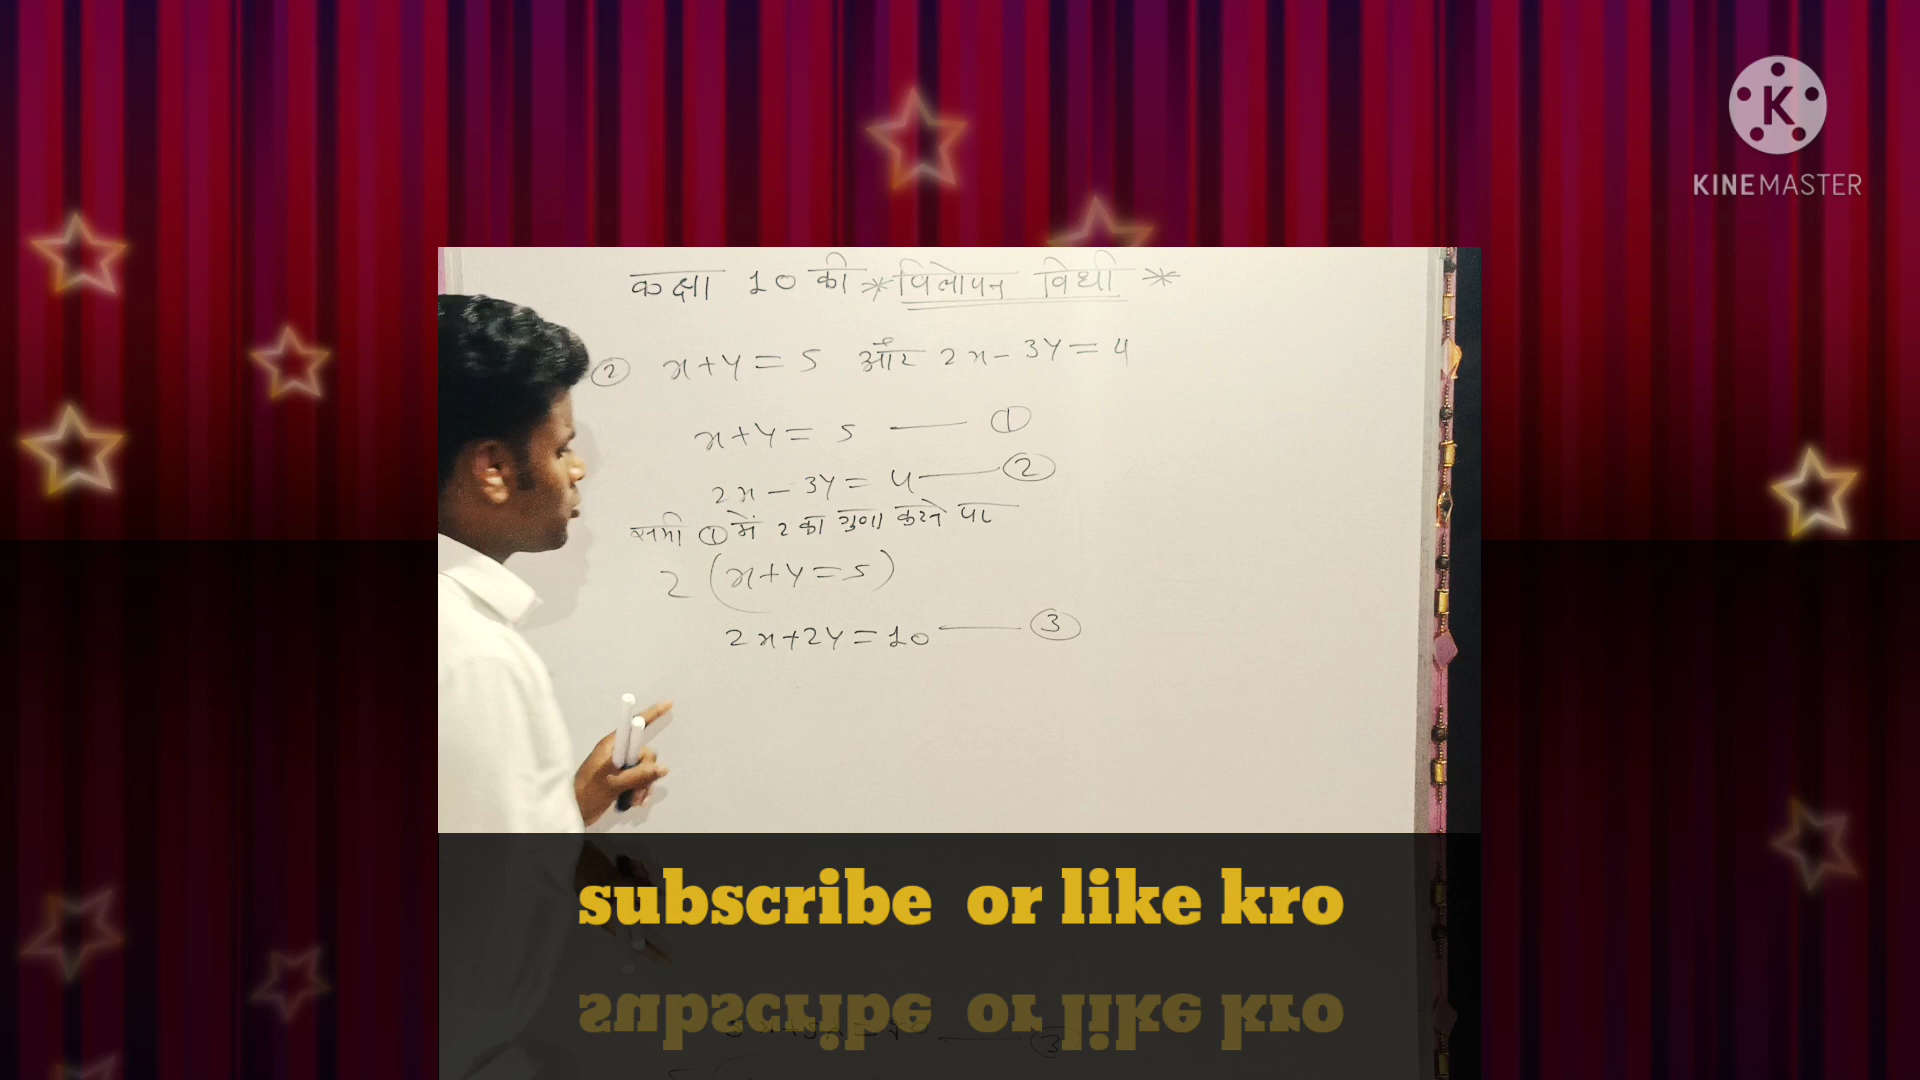 KINEMASTER
कक्षा 10 की *विलोपन विधी*
② x+y=5 और 2x-3y=4
x+y=5 —— ①
2x-3y=4 —— ②
समी ① में 2 का गुणा करने पर
2 (x+y=5)
2x+2y=10 —— ③
subscribe or like kro